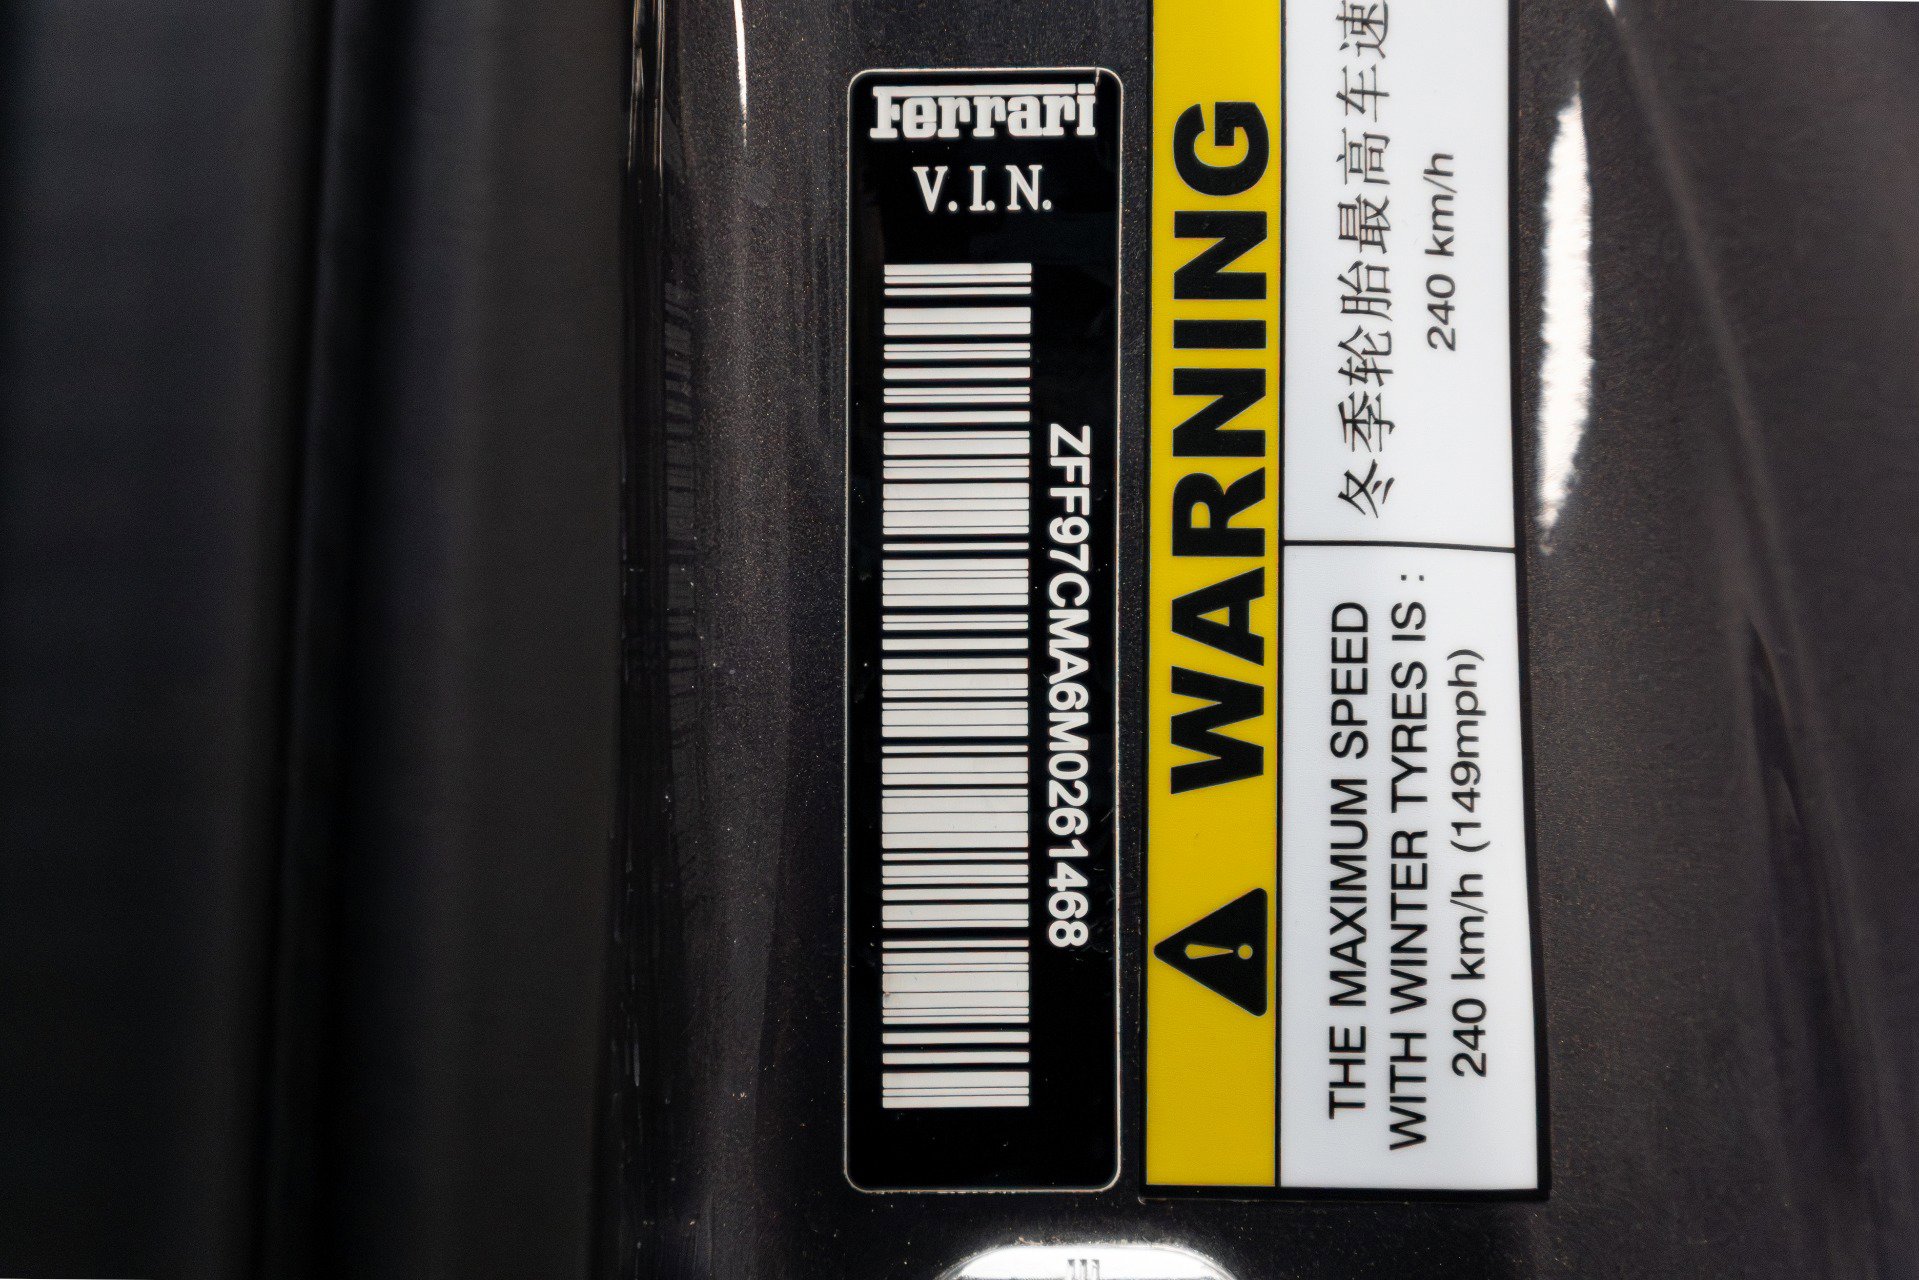 Ferrari
V.I.N.
ZFF97CMA6M0261468
WARNING
冬季轮胎最高车速
240 km/h
THE MAXIMUM SPEED
WITH WINTER TYRES IS :
240 km/h (149mph)